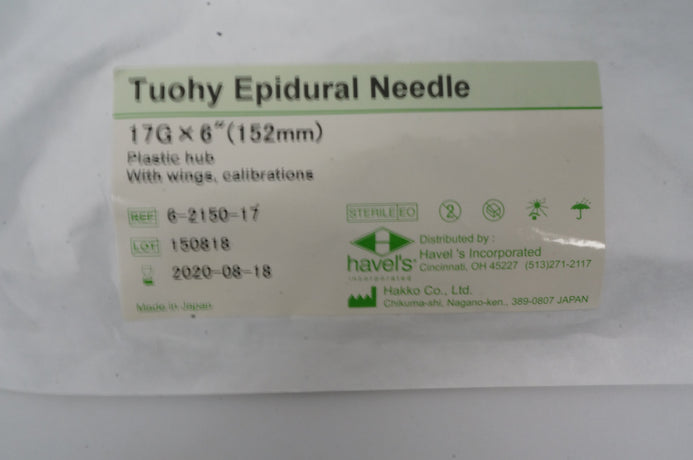 Tuohy Epidural Needle
17G×6"(152mm)
Plastic hub
With wings, calibrations
REF 6-2150-17
LOT 150818
2020-08-18
Made in Japan
STERILE EO
2
havel's®
incorporated
Distributed by :
Havel 's Incorporated
Cincinnati, OH 45227 (513)271-2117
Hakko Co., Ltd.
Chikuma-shi, Nagano-ken., 389-0807 JAPAN